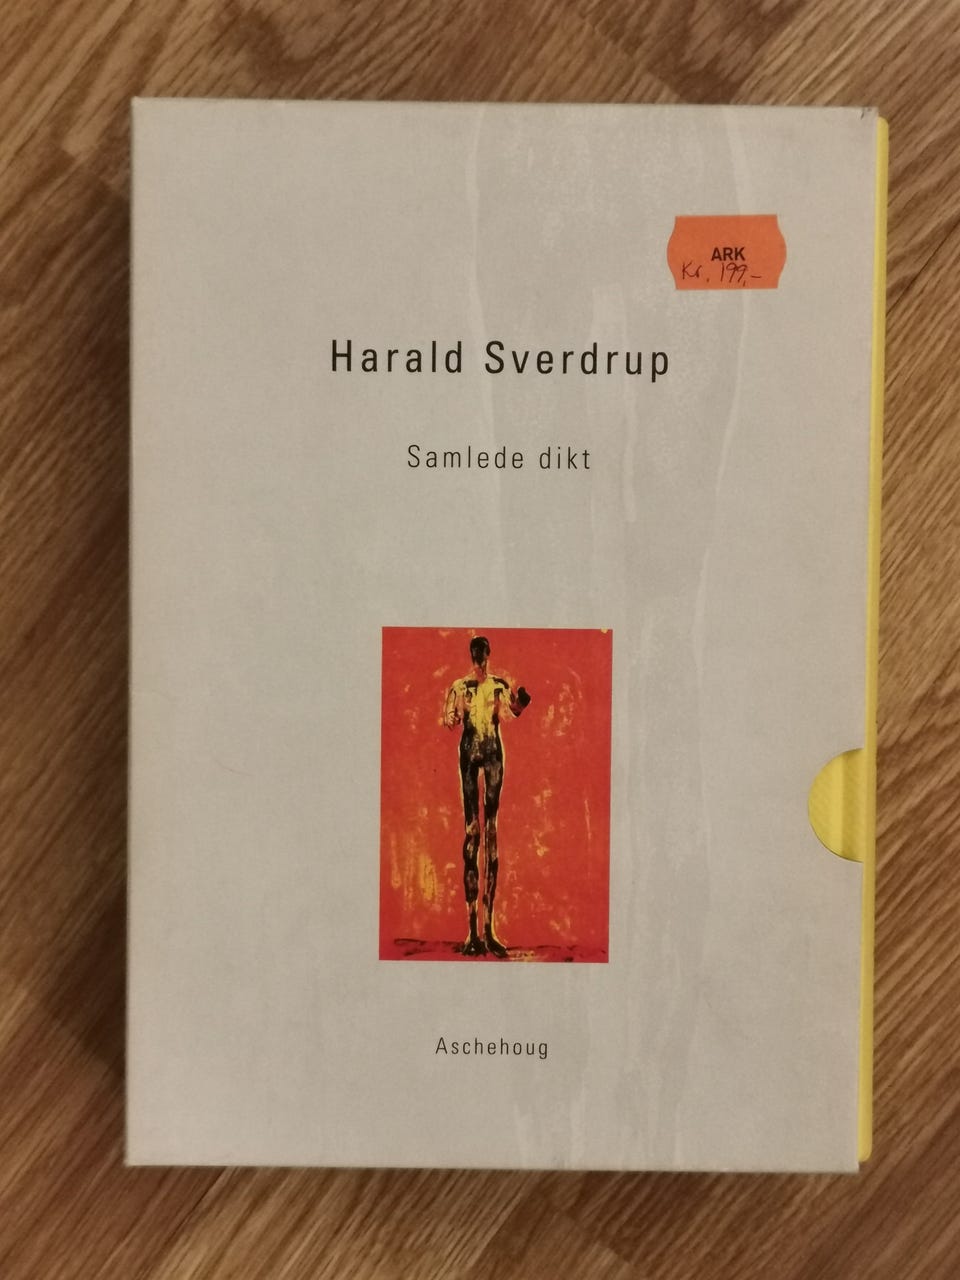 ARK
Kr. 199,-
Harald Sverdrup
Samlede dikt
Aschehoug